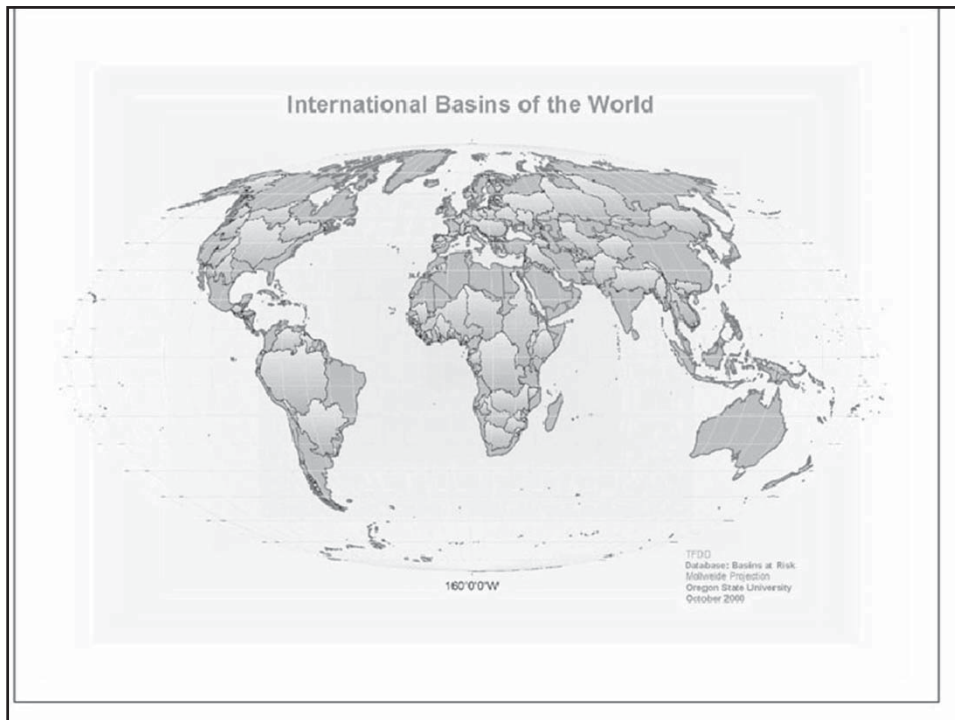 International Basins of the World
160°0'0"W
TFDD
Database: Basins at Risk
Mollweide Projection
Oregon State University
October 2000